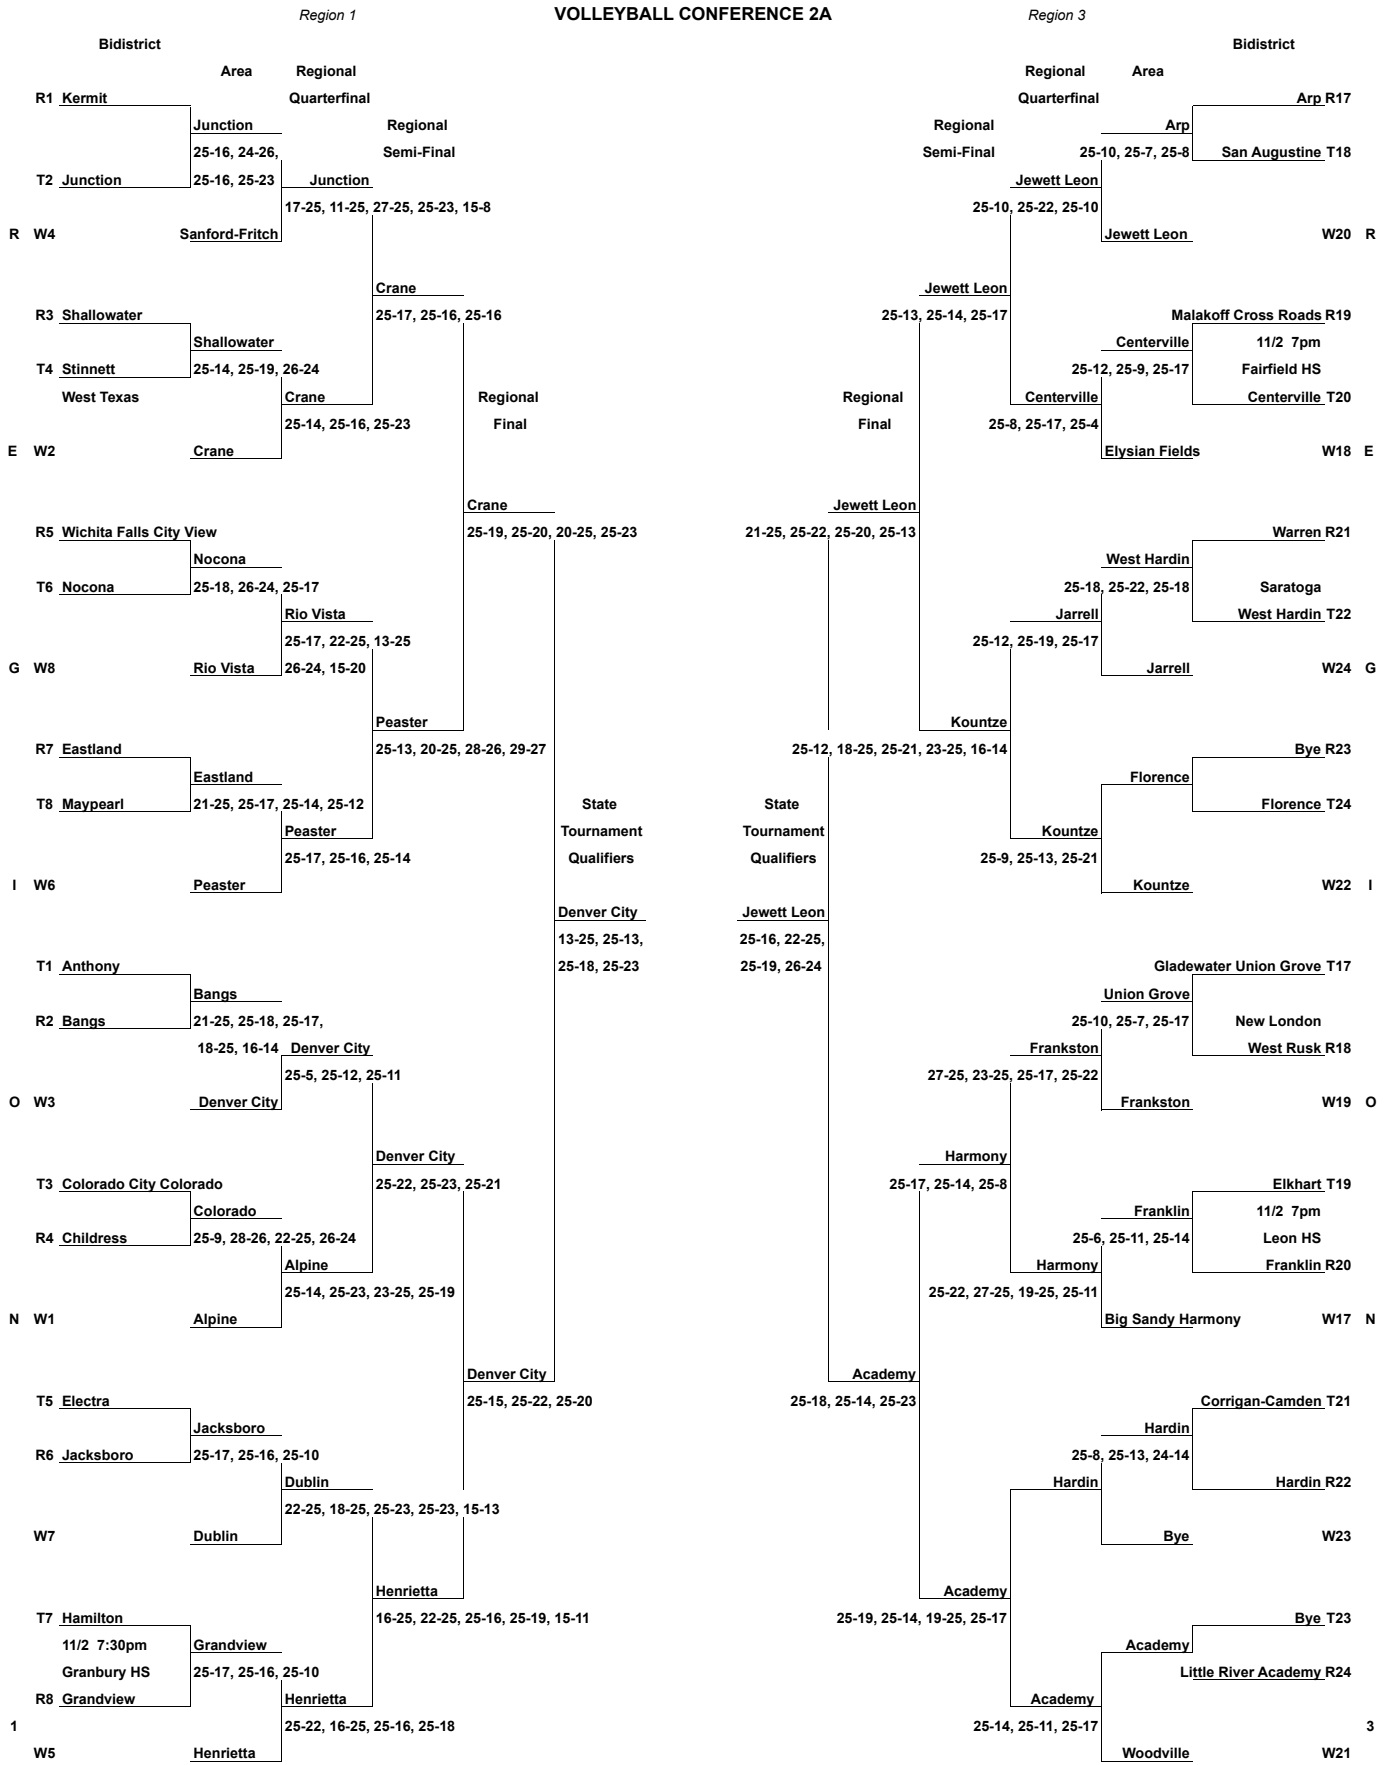 Region 1 VOLLEYBALL CONFERENCE 2A Region 3
Bidistrict Bidistrict
Area Regional Regional Area
R1 Kermit Quarterfinal Quarterfinal Arp R17
Junction Regional Regional Arp
25-16, 24-26, Semi-Final Semi-Final 25-10, 25-7, 25-8 San Augustine T18
T2 Junction 25-16, 25-23 Junction Jewett Leon
17-25, 11-25, 27-25, 25-23, 15-8 25-10, 25-22, 25-10
R W4 Sanford-Fritch Jewett Leon W20 R
Crane Jewett Leon
R3 Shallowater 25-17, 25-16, 25-16 25-13, 25-14, 25-17 Malakoff Cross Roads R19
Shallowater Centerville 11/2 7pm
T4 Stinnett 25-14, 25-19, 26-24 25-12, 25-9, 25-17 Fairfield HS
West Texas Crane Regional Regional Centerville Centerville T20
25-14, 25-16, 25-23 Final Final 25-8, 25-17, 25-4
E W2 Crane Elysian Fields W18 E
Crane Jewett Leon
R5 Wichita Falls City View 25-19, 25-20, 20-25, 25-23 21-25, 25-22, 25-20, 25-13 Warren R21
Nocona West Hardin
T6 Nocona 25-18, 26-24, 25-17 25-18, 25-22, 25-18 Saratoga
Rio Vista Jarrell West Hardin T22
25-17, 22-25, 13-25 25-12, 25-19, 25-17
G W8 Rio Vista 26-24, 15-20 Jarrell W24 G
Peaster Kountze
R7 Eastland 25-13, 20-25, 28-26, 29-27 25-12, 18-25, 25-21, 23-25, 16-14 Bye R23
Eastland Florence
T8 Maypearl 21-25, 25-17, 25-14, 25-12 State State Florence T24
Peaster Tournament Tournament Kountze
25-17, 25-16, 25-14 Qualifiers Qualifiers 25-9, 25-13, 25-21
I W6 Peaster Kountze W22 I
Denver City Jewett Leon
13-25, 25-13, 25-16, 22-25,
T1 Anthony 25-18, 25-23 25-19, 26-24 Gladewater Union Grove T17
Bangs Union Grove
R2 Bangs 21-25, 25-18, 25-17, 25-10, 25-7, 25-17 New London
18-25, 16-14 Denver City Frankston West Rusk R18
25-5, 25-12, 25-11 27-25, 23-25, 25-17, 25-22
O W3 Denver City Frankston W19 O
Denver City Harmony
T3 Colorado City Colorado 25-22, 25-23, 25-21 25-17, 25-14, 25-8 Elkhart T19
Colorado Franklin 11/2 7pm
R4 Childress 25-9, 28-26, 22-25, 26-24 25-6, 25-11, 25-14 Leon HS
Alpine Harmony Franklin R20
25-14, 25-23, 23-25, 25-19 25-22, 27-25, 19-25, 25-11
N W1 Alpine Big Sandy Harmony W17 N
Denver City Academy
T5 Electra 25-15, 25-22, 25-20 25-18, 25-14, 25-23 Corrigan-Camden T21
Jacksboro Hardin
R6 Jacksboro 25-17, 25-16, 25-10 25-8, 25-13, 24-14
Dublin Hardin Hardin R22
22-25, 18-25, 25-23, 25-23, 15-13
W7 Dublin Bye W23
Henrietta Academy
T7 Hamilton 16-25, 22-25, 25-16, 25-19, 15-11 25-19, 25-14, 19-25, 25-17 Bye T23
11/2 7:30pm Grandview Academy
Granbury HS 25-17, 25-16, 25-10 Little River Academy R24
R8 Grandview Henrietta Academy
1 25-22, 16-25, 25-16, 25-18 25-14, 25-11, 25-17 3
W5 Henrietta Woodville W21